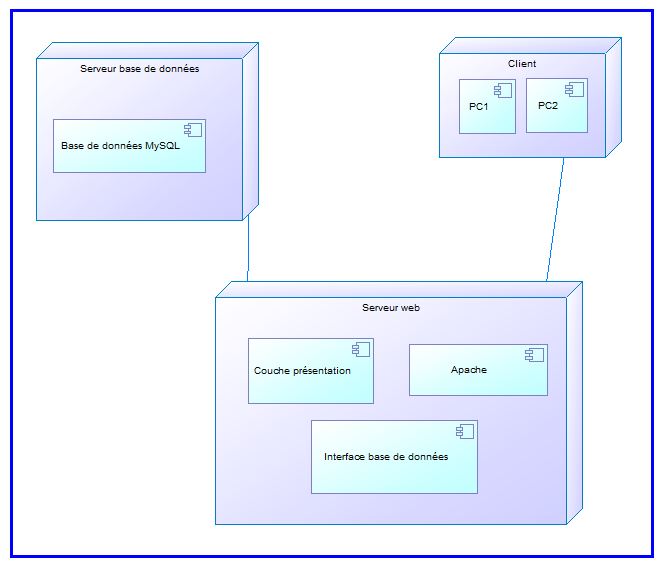 Serveur base de données
Base de données MySQL
Client
PC1
PC2
Serveur web
Couche présentation
Apache
Interface base de données